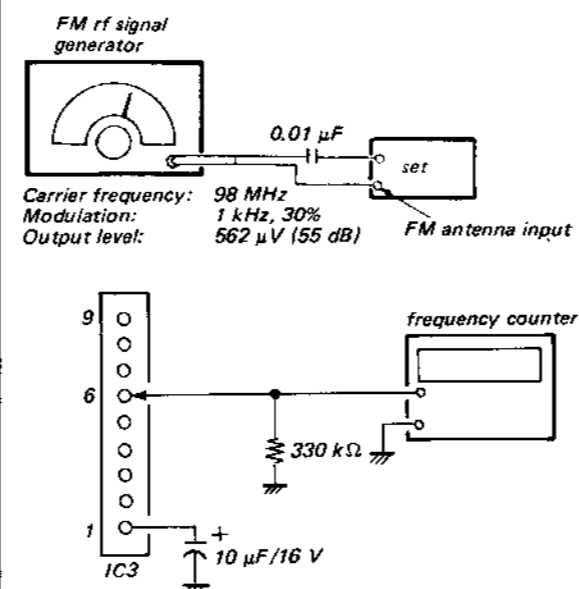 FM rf signal
generator
0.01 µF
set
Carrier frequency: 98 MHz
Modulation: 1 kHz, 30%
Output level: 562 µV (55 dB)
FM antenna input
9
frequency counter
6
330 kΩ
1
+
10 µF/16 V
IC3